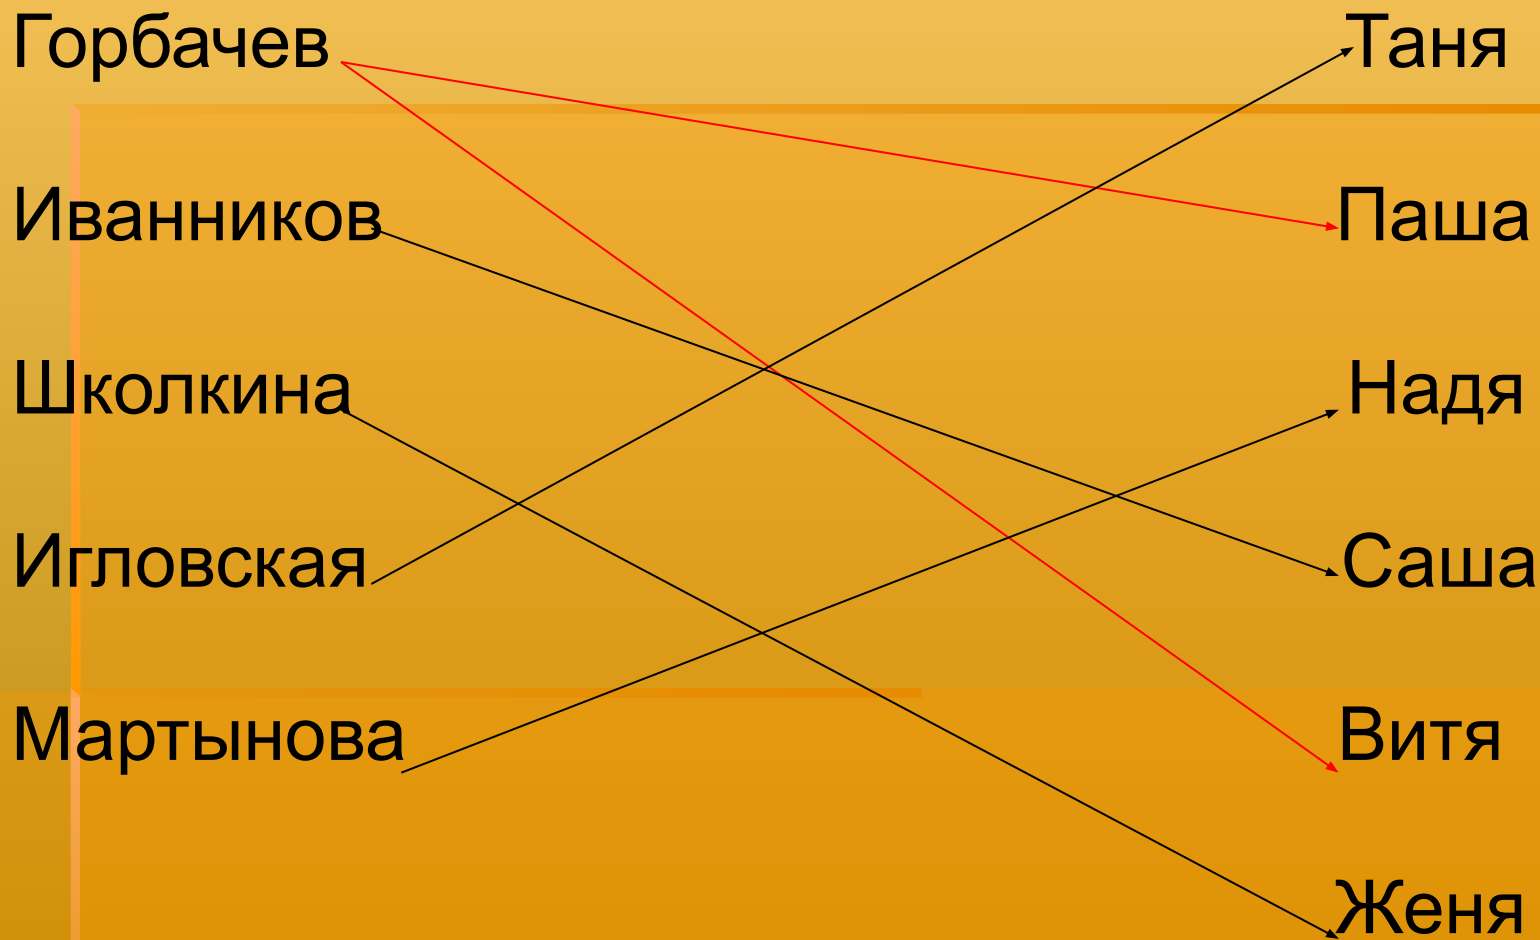 Горбачев
Таня
Иванников
Паша
Школкина
Надя
Игловская
Саша
Мартынова
Витя
Женя